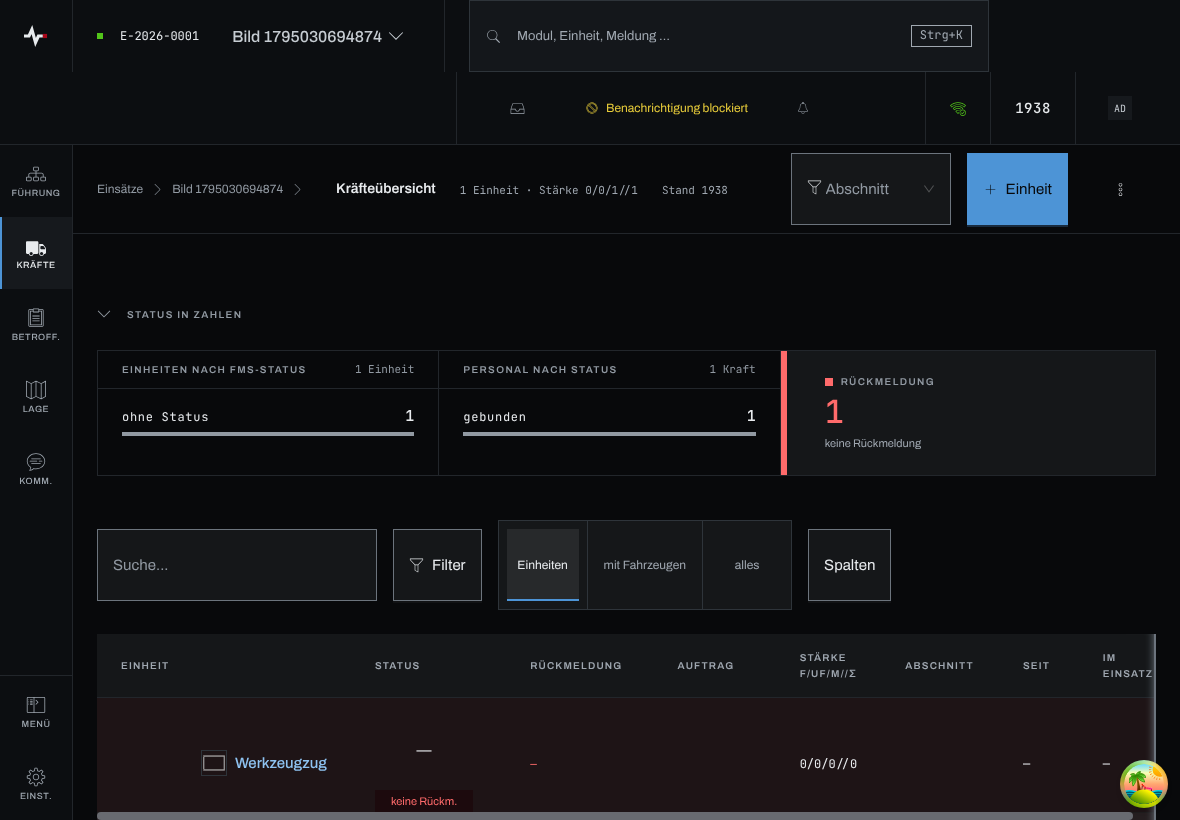 E-2026-0001 Bild 1795030694874
Modul, Einheit, Meldung ... Strg+K
Benachrichtigung blockiert
1938
AD
FÜHRUNG
KRÄFTE
BETROFF.
LAGE
KOMM.
MENÜ
EINST.
Einsätze Bild 1795030694874 Kräfteübersicht 1 Einheit · Stärke 0/0/1//1 Stand 1938
Abschnitt
+ Einheit
STATUS IN ZAHLEN
EINHEITEN NACH FMS-STATUS 1 Einheit
ohne Status 1
PERSONAL NACH STATUS 1 Kraft
gebunden 1
RÜCKMELDUNG
1
keine Rückmeldung
Suche...
Filter
Einheiten
mit Fahrzeugen
alles
Spalten
EINHEIT STATUS RÜCKMELDUNG AUFTRAG STÄRKE F/UF/M//Σ ABSCHNITT SEIT IM EINSATZ
Werkzeugzug — – 0/0/0//0 – –
keine Rückm.